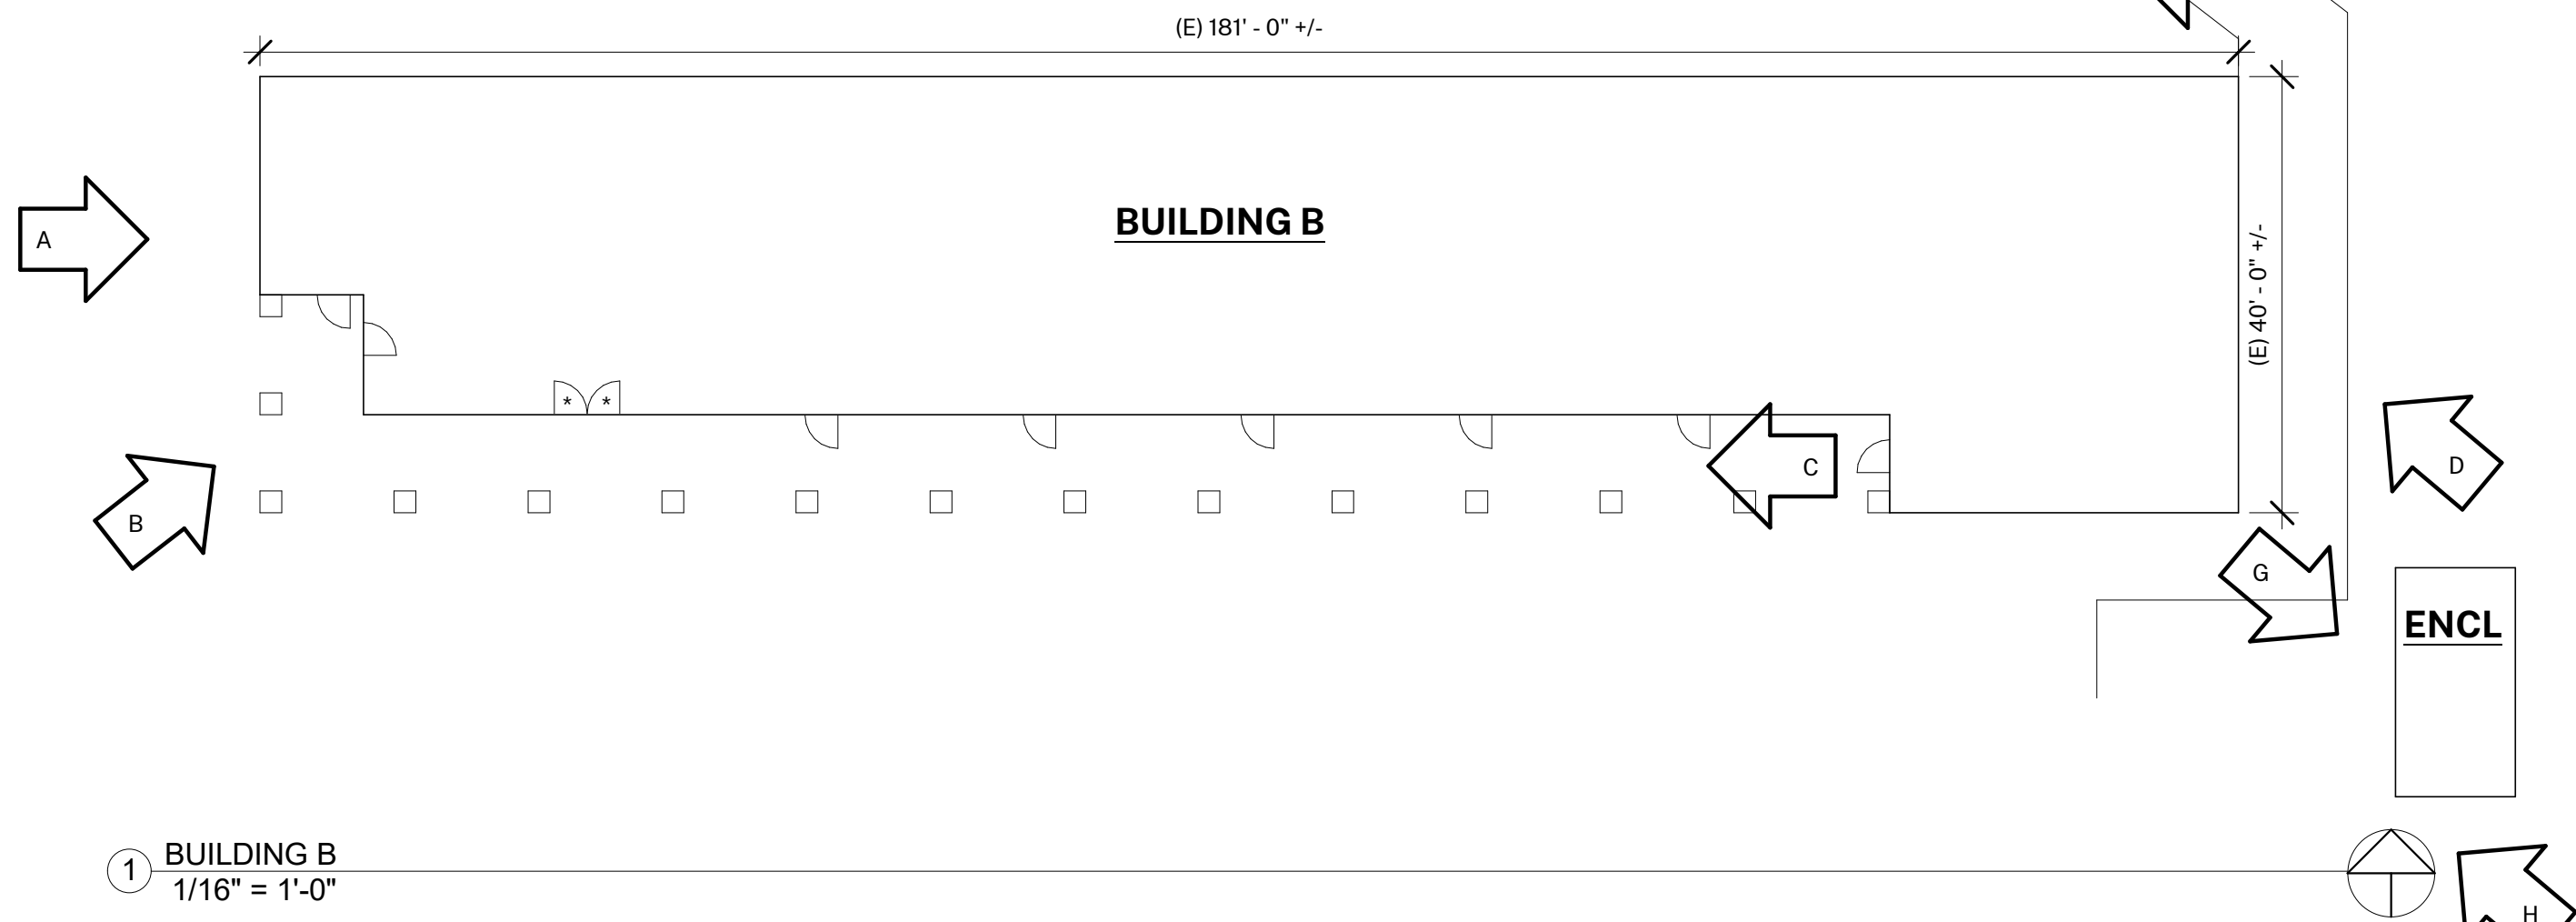 (E) 181' - 0" +/-
BUILDING B
A
(E) 40' - 0" +/-
* *
C
D
B
G
ENCL
1
BUILDING B
1/16" = 1'-0"
H